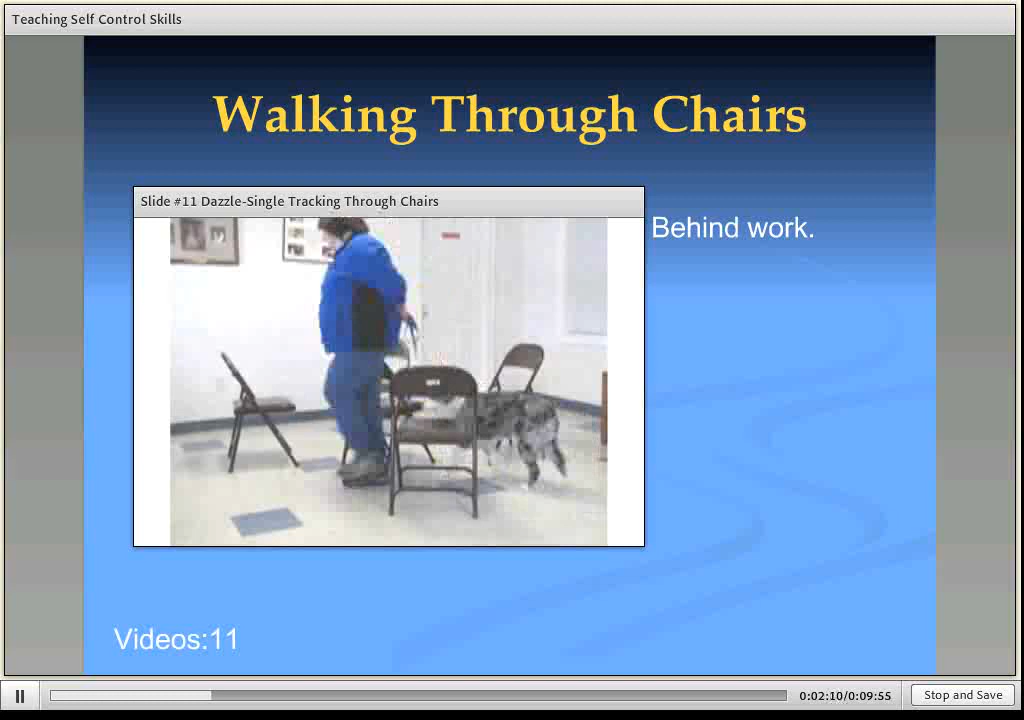 Teaching Self Control Skills
Walking Through Chairs
Slide #11 Dazzle-Single Tracking Through Chairs
Behind work.
Videos:11
0:02:10/0:09:55
Stop and Save